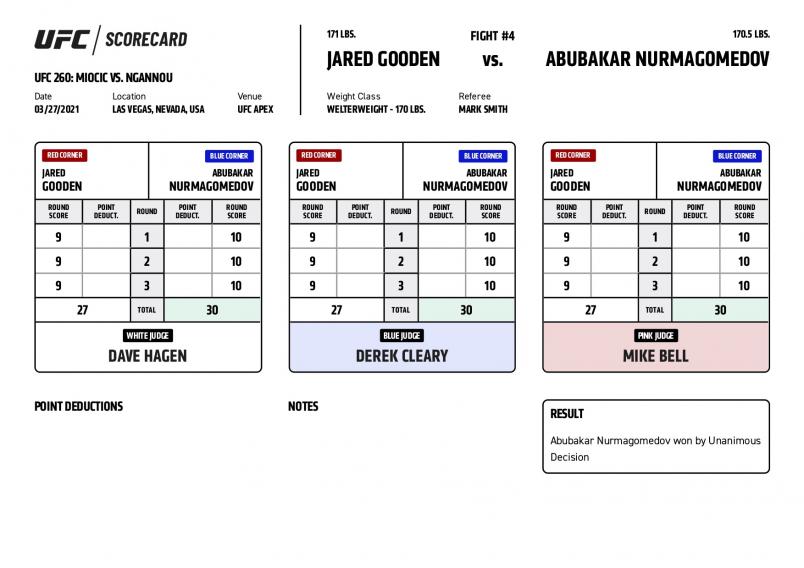 UFC / SCORECARD
UFC 260: MIOCIC VS. NGANNOU
Date Location Venue
03/27/2021 LAS VEGAS, NEVADA, USA UFC APEX
171 LBS. FIGHT #4 170.5 LBS.
JARED GOODEN VS. ABUBAKAR NURMAGOMEDOV
Weight Class Referee
WELTERWEIGHT - 170 LBS. MARK SMITH
RED CORNER BLUE CORNER
JARED ABUBAKAR
GOODEN NURMAGOMEDOV
ROUND POINT ROUND POINT ROUND
SCORE DEDUCT. DEDUCT. SCORE
9 1 10
9 2 10
9 3 10
27 TOTAL 30
WHITE JUDGE
DAVE HAGEN
RED CORNER BLUE CORNER
JARED ABUBAKAR
GOODEN NURMAGOMEDOV
ROUND POINT ROUND POINT ROUND
SCORE DEDUCT. DEDUCT. SCORE
9 1 10
9 2 10
9 3 10
27 TOTAL 30
BLUE JUDGE
DEREK CLEARY
RED CORNER BLUE CORNER
JARED ABUBAKAR
GOODEN NURMAGOMEDOV
ROUND POINT ROUND POINT ROUND
SCORE DEDUCT. DEDUCT. SCORE
9 1 10
9 2 10
9 3 10
27 TOTAL 30
PINK JUDGE
MIKE BELL
POINT DEDUCTIONS
NOTES
RESULT
Abubakar Nurmagomedov won by Unanimous
Decision